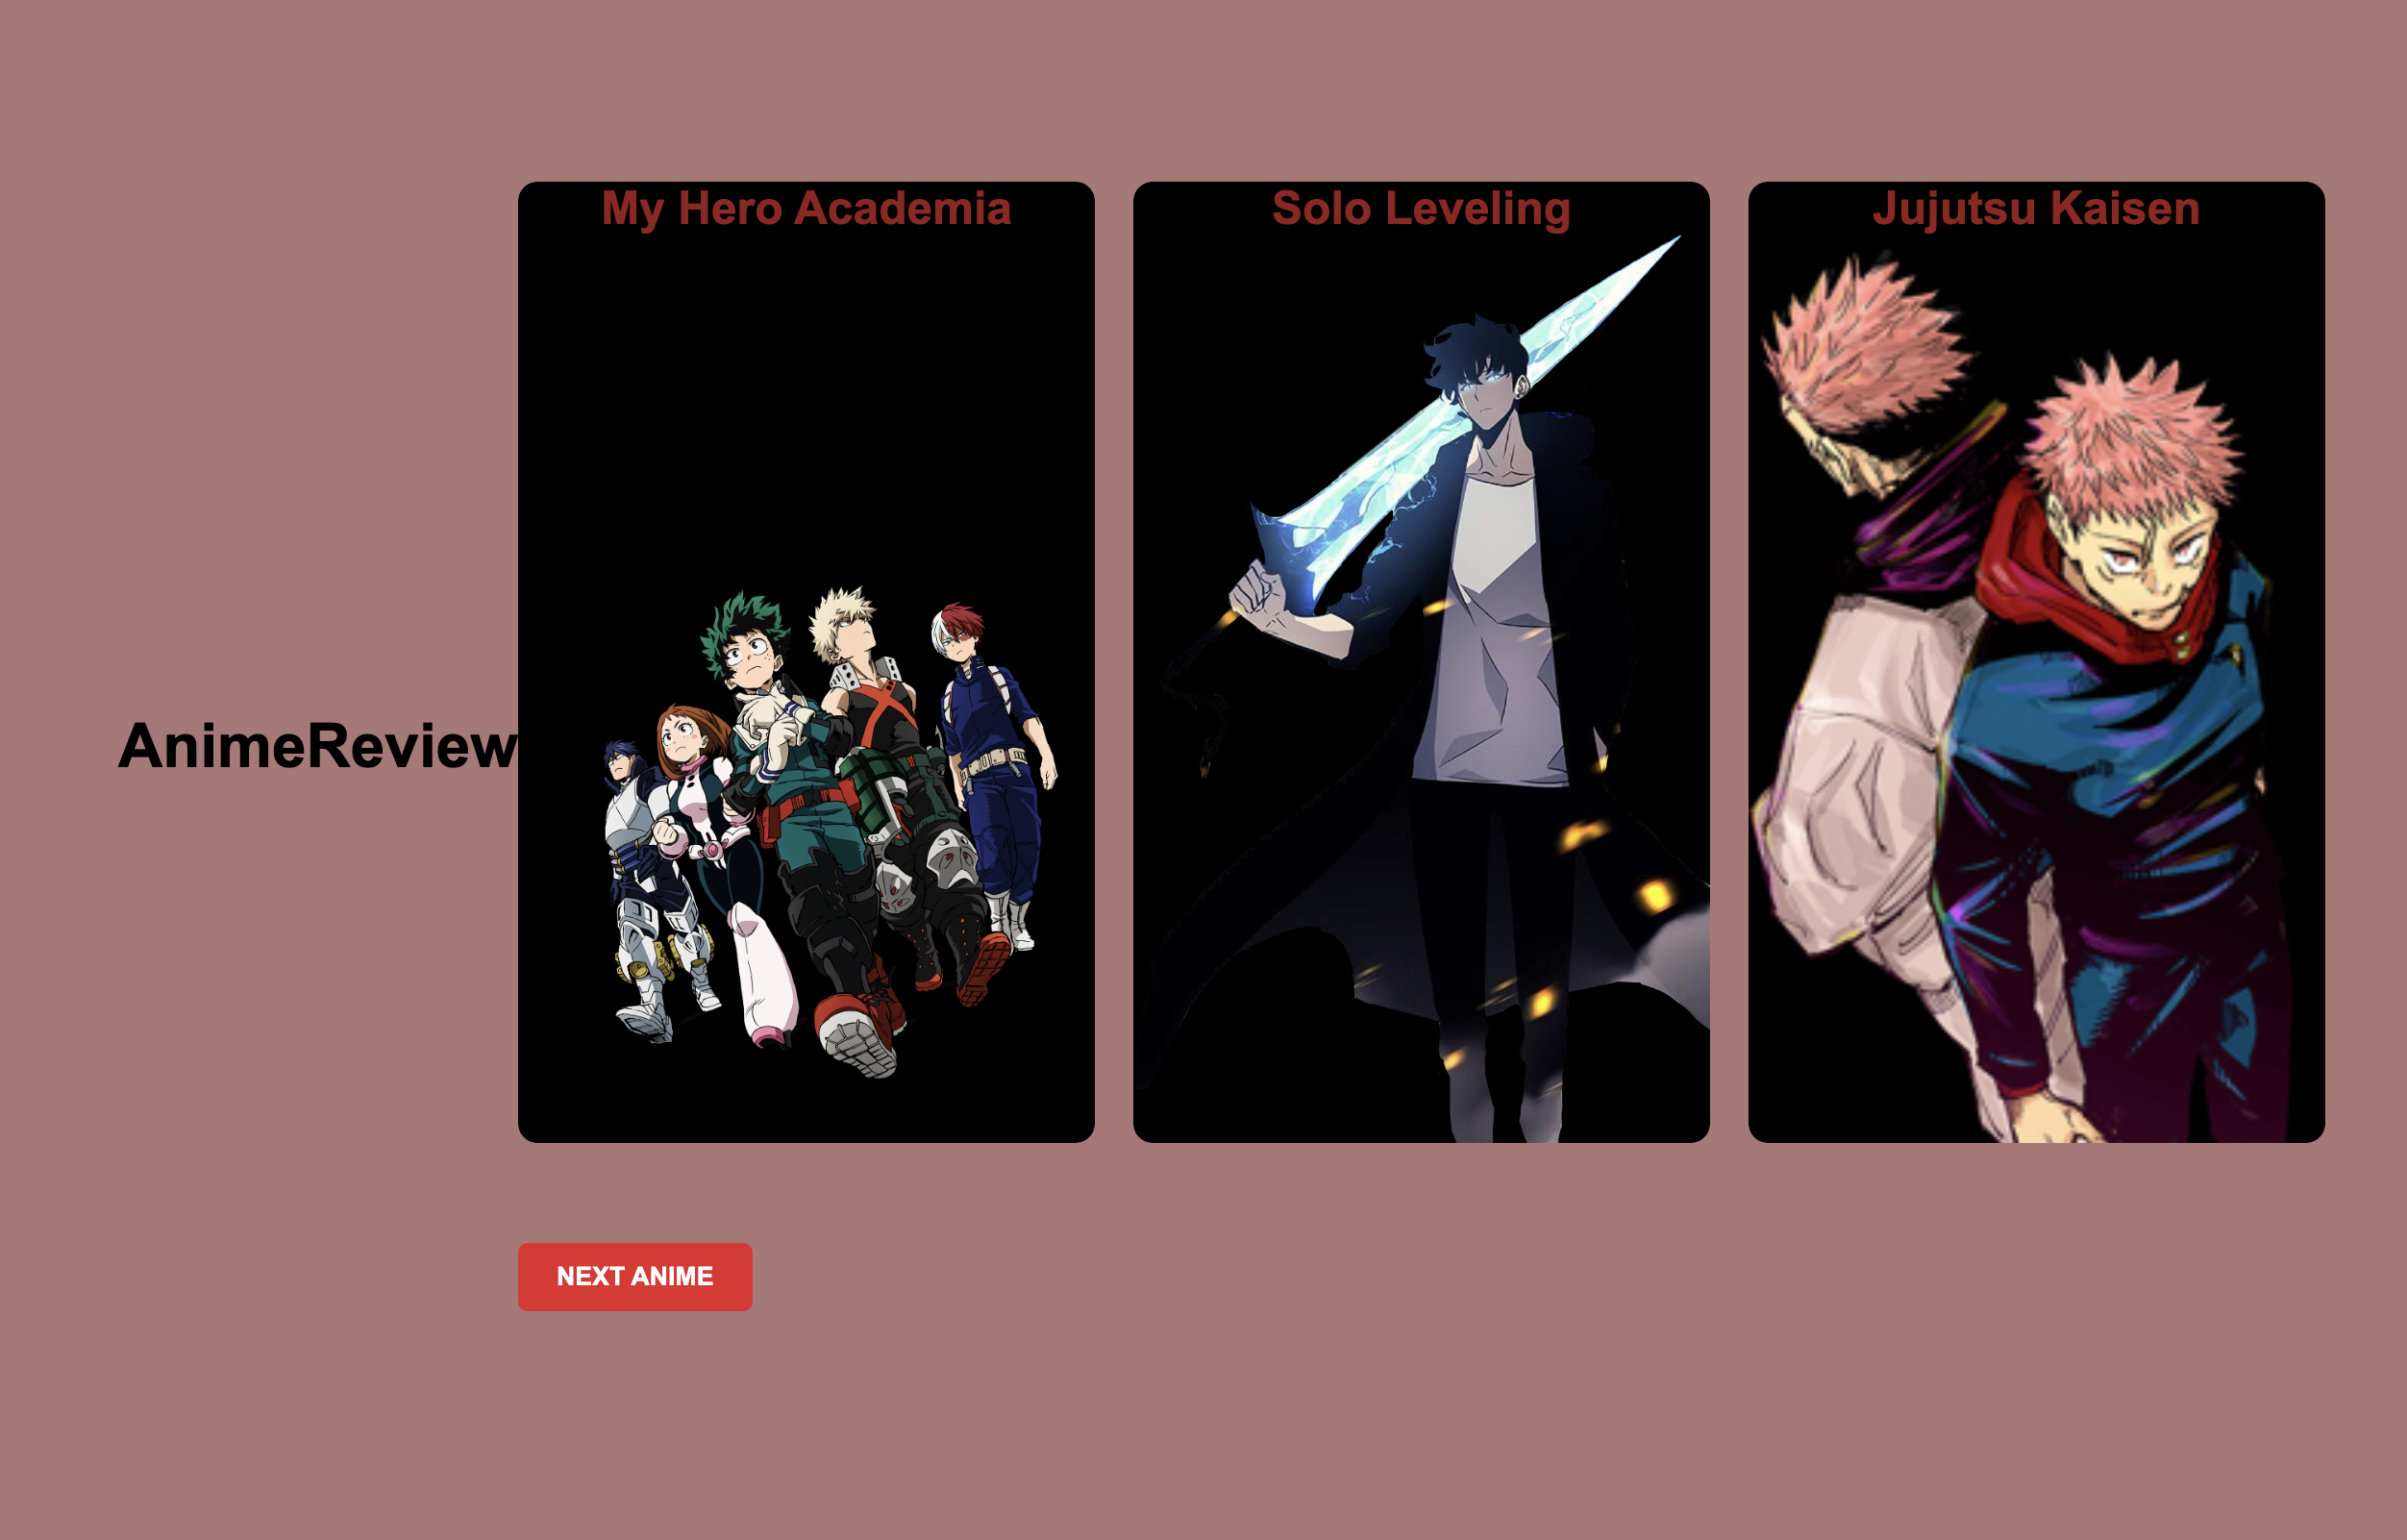 My Hero Academia
Solo Leveling
Jujutsu Kaisen
AnimeReview
NEXT ANIME